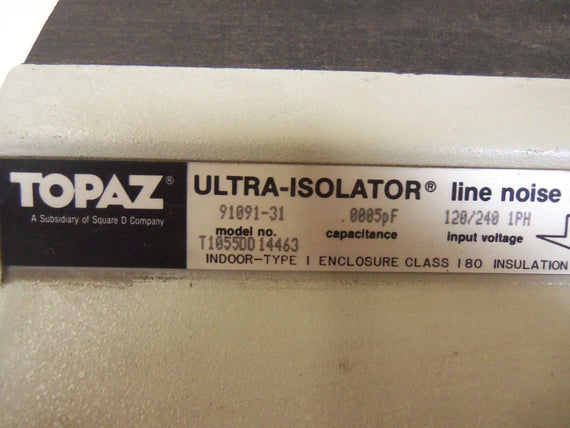 TOPAZ®
A Subsidiary of Square D Company
ULTRA-ISOLATOR® line noise
91091-31 .0005pF 120/240 1PH
model no. capacitance input voltage
T1055DD14463
INDOOR-TYPE 1 ENCLOSURE CLASS 180 INSULATION